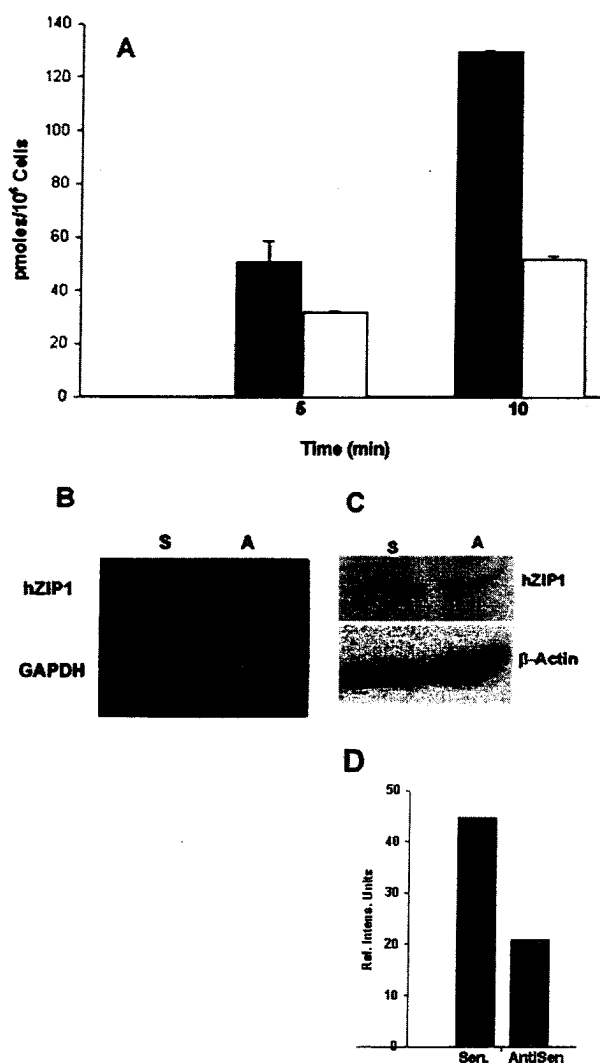 A
140
120
100
80
60
40
20
0
pmoles/10⁶ Cells
5
10
Time (min)
B
S
A
hZIP1
GAPDH
C
S
A
hZIP1
β-Actin
D
50
40
30
20
10
0
Rel. Intens. Units
Sen.
AntiSen